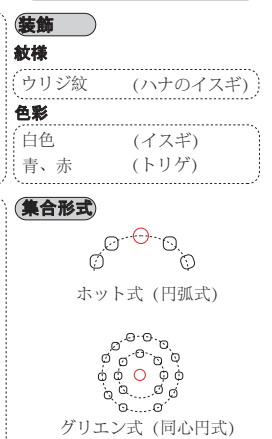 装飾
紋様
ウリジ紋 (ハナのイスギ)
色彩
白色 (イスギ)
青、赤 (トリゲ)
集合形式
ホット式 (円弧式)
グリエン式 (同心円式)